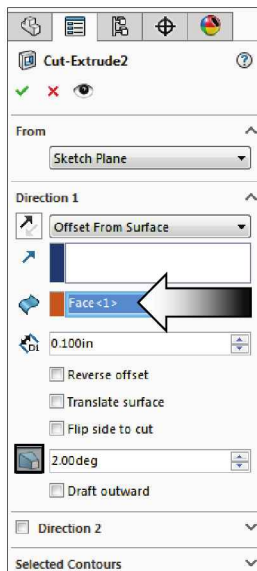 Cut-Extrude2
From
Sketch Plane
Direction 1
Offset From Surface
Face<1>
D1
0.100in
Reverse offset
Translate surface
Flip side to cut
2.00deg
Draft outward
Direction 2
Selected Contours